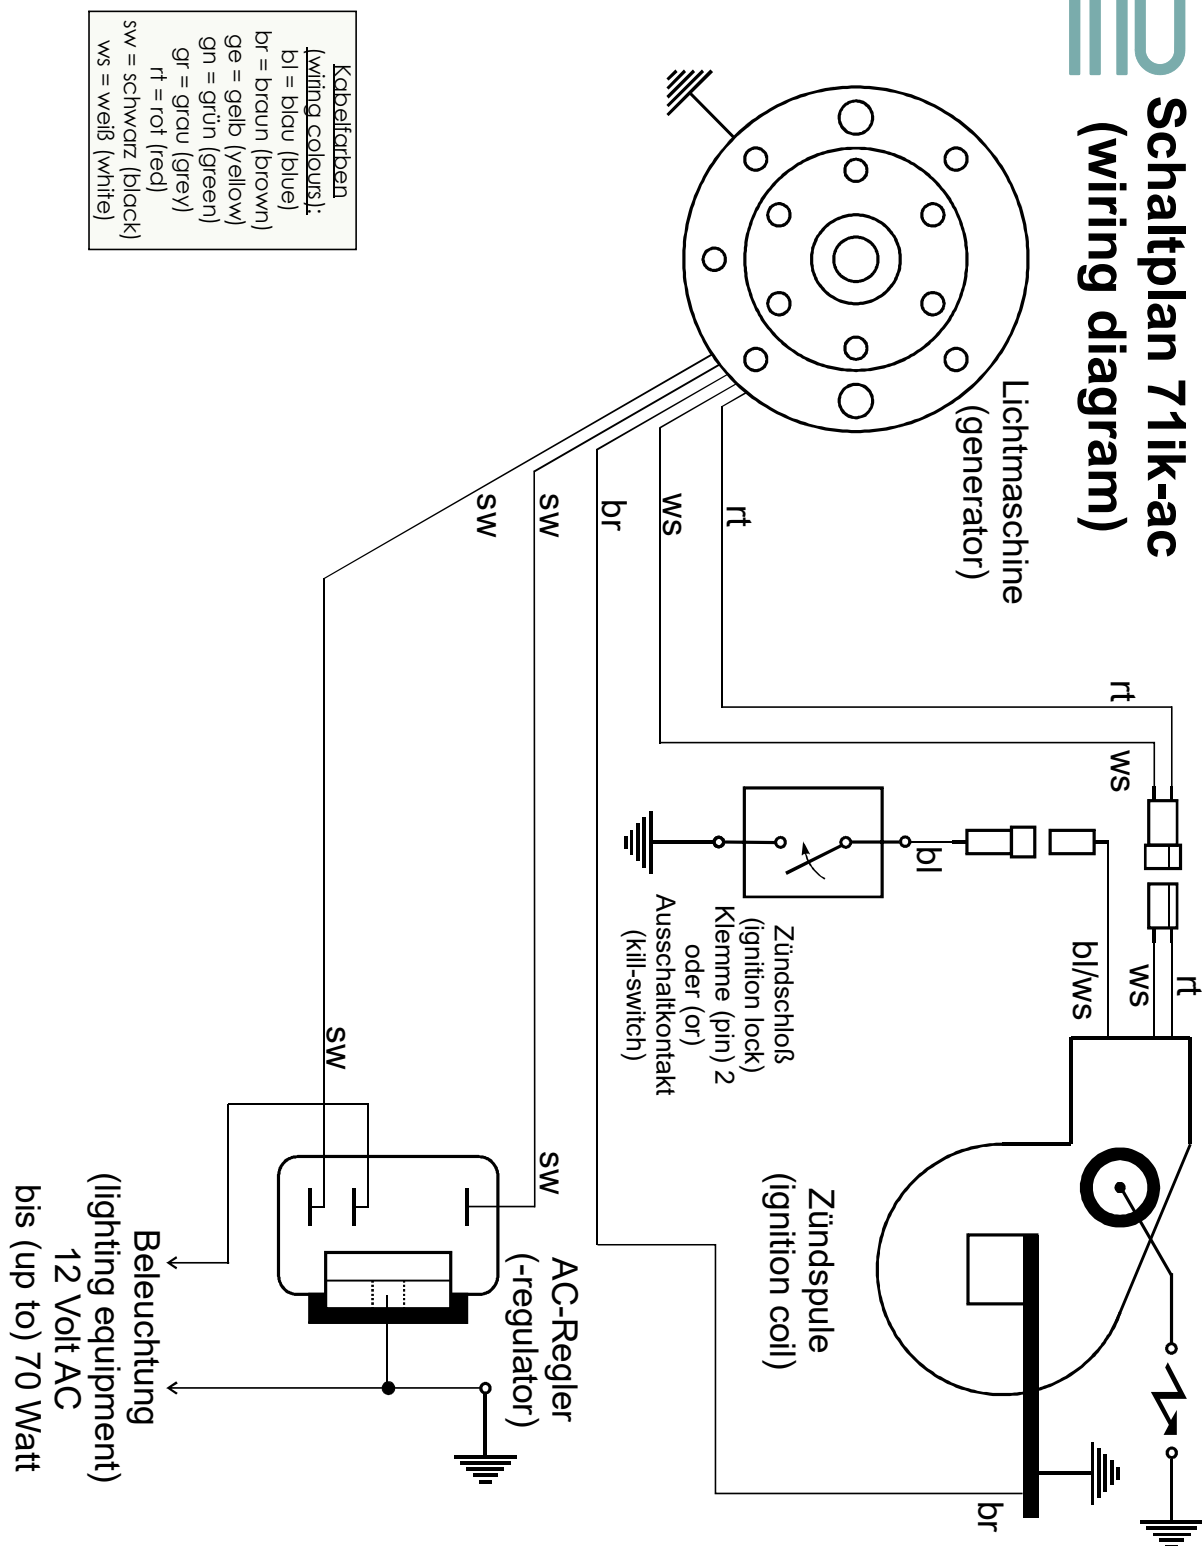 Schaltplan 71ik-ac
(wiring diagram)
Lichtmaschine
(generator)
rt
ws
br
sw
sw
rt
ws
rt
ws
bl/ws
bl
Zündschloß
(ignition lock)
Klemme (pin) 2
oder (or)
Ausschaltkontakt
(kill-switch)
Zündspule
(ignition coil)
br
sw
sw
AC-Regler
(-regulator)
Beleuchtung
(lighting equipment)
12 Volt AC
bis (up to) 70 Watt
Kabelfarben
(wiring colours):
bl = blau (blue)
br = braun (brown)
ge = gelb (yellow)
gn = grün (green)
gr = grau (grey)
rt = rot (red)
sw = schwarz (black)
ws = weiß (white)